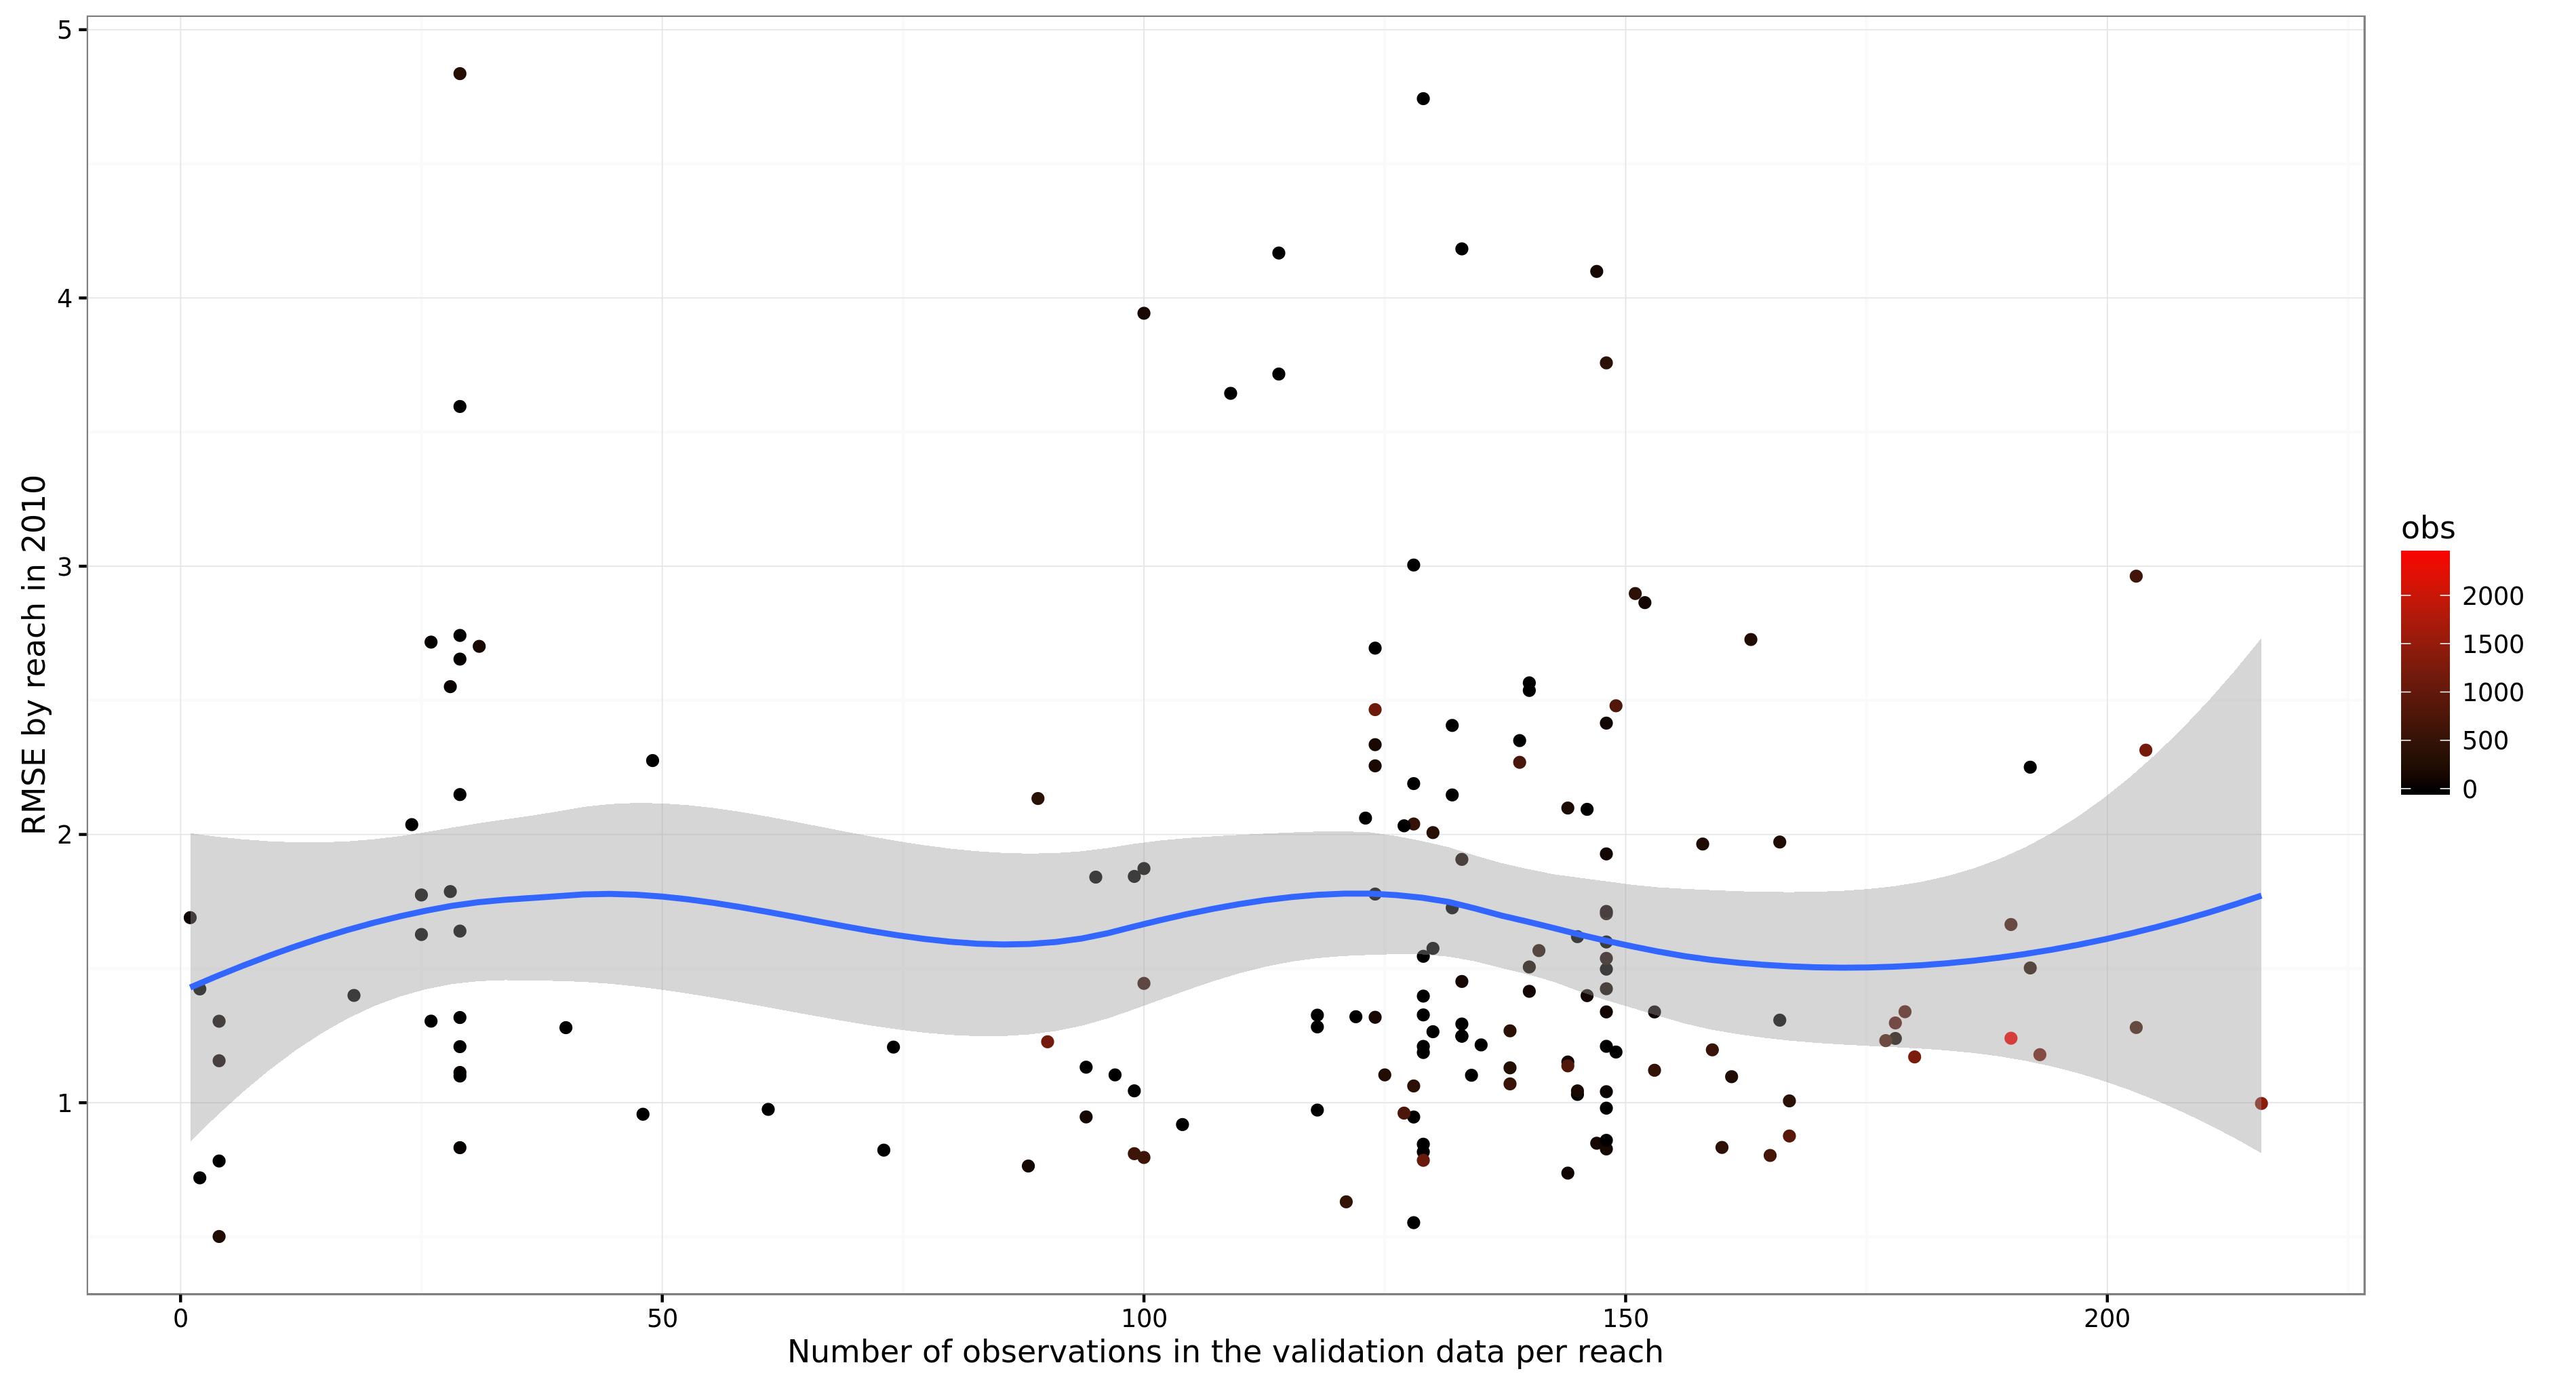 5
4
3
2
1
RMSE by reach in 2010
0 50 100 150 200
Number of observations in the validation data per reach
obs
2000
1500
1000
500
0